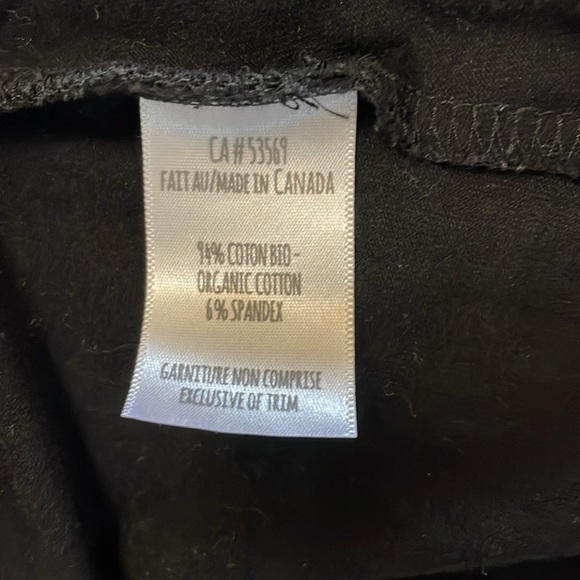 CA # 53569
FAIT AU/MADE IN CANADA
94% COTON BIO -
ORGANIC COTTON
6% SPANDEX
GARNITURE NON COMPRISE
EXCLUSIVE OF TRIM